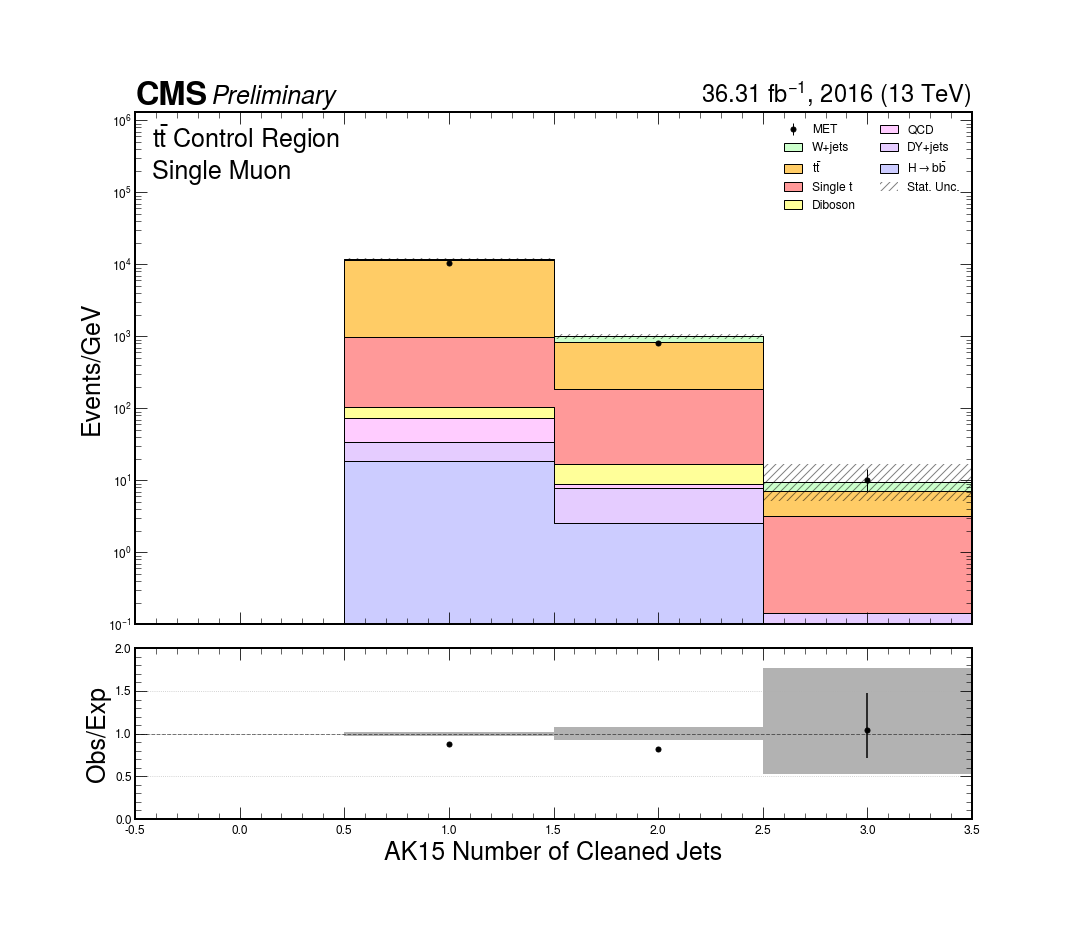 CMS Preliminary 36.31 fb⁻¹, 2016 (13 TeV)
tt̄ Control Region
Single Muon
MET
W+jets
tt̄
Single t
Diboson
QCD
DY+jets
H→bb̄
Stat. Unc.
Events/GeV
10⁶
10⁵
10⁴
10³
10²
10¹
10⁰
10⁻¹
Obs/Exp
2.0
1.5
1.0
0.5
0.0
-0.5 0.0 0.5 1.0 1.5 2.0 2.5 3.0 3.5
AK15 Number of Cleaned Jets